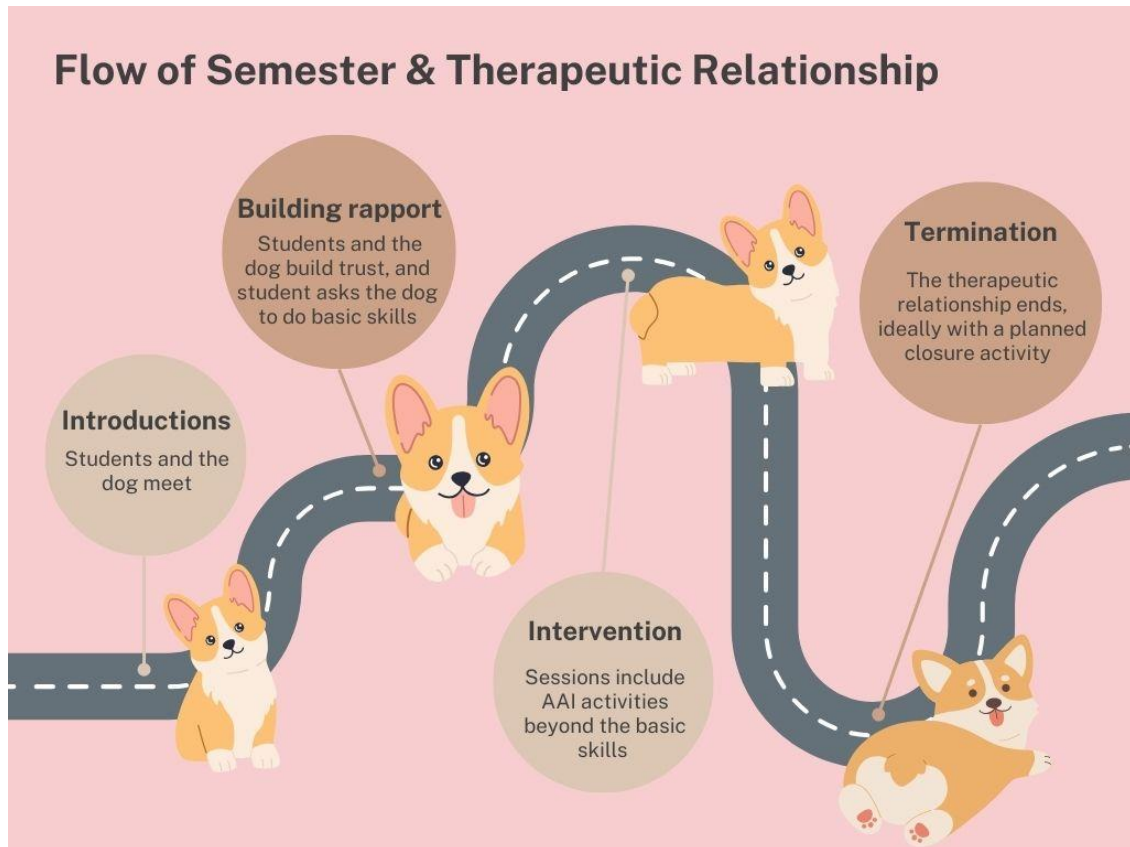 Flow of Semester & Therapeutic Relationship
Introductions
Students and the
dog meet
Building rapport
Students and the
dog build trust, and
student asks the dog
to do basic skills
Intervention
Sessions include
AAI activities
beyond the basic
skills
Termination
The therapeutic
relationship ends,
ideally with a planned
closure activity